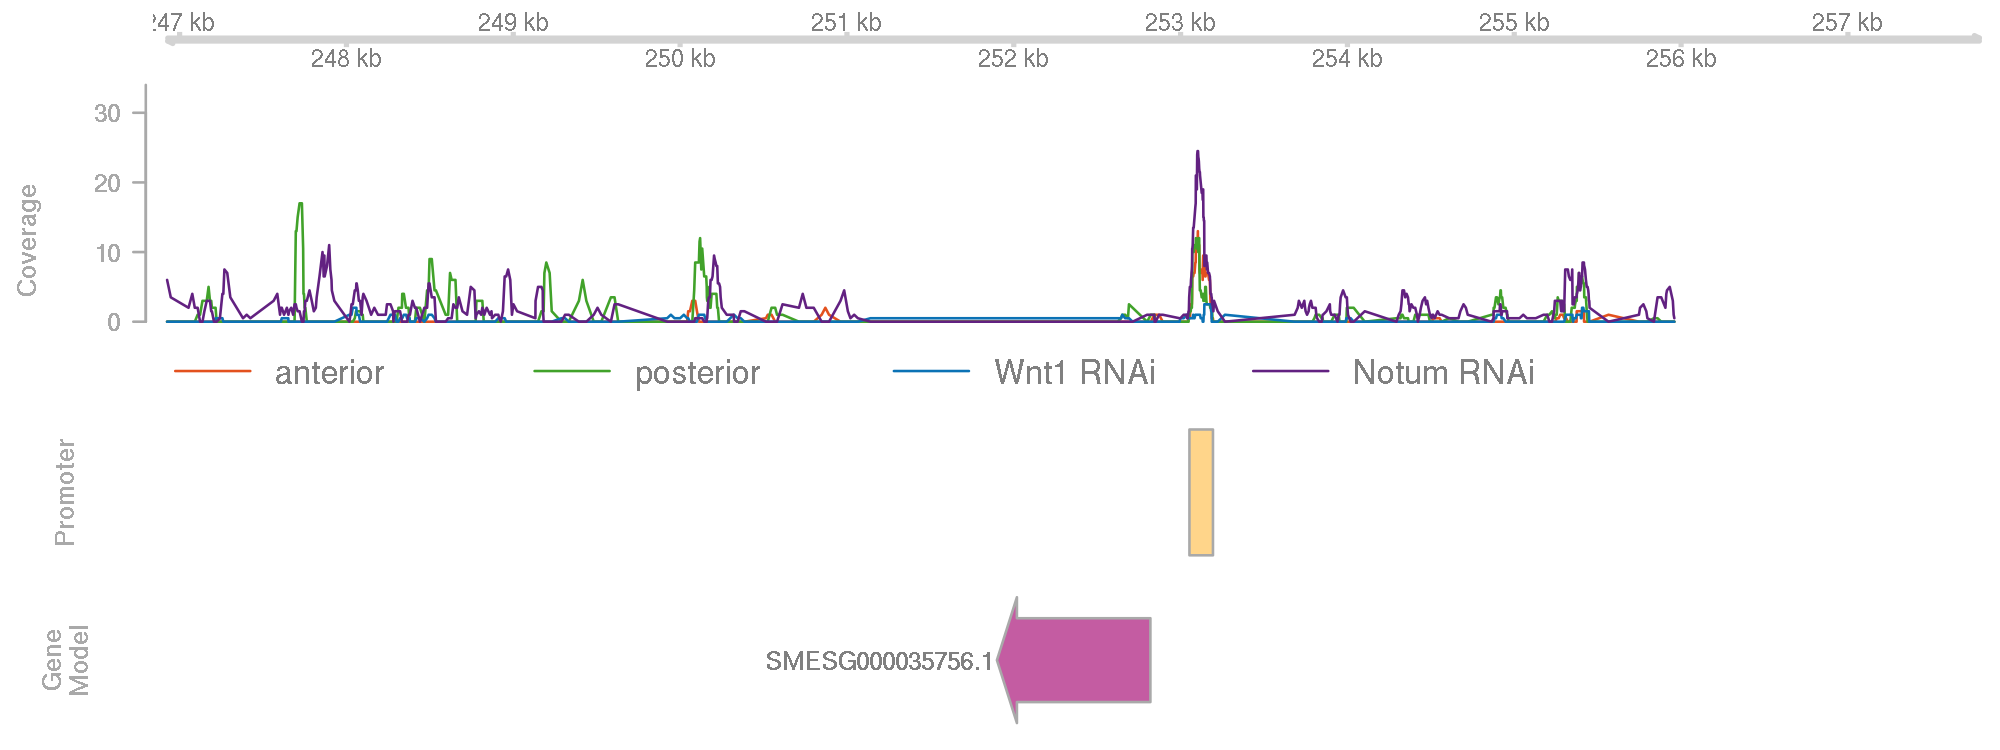 247 kb 249 kb 251 kb 253 kb 255 kb 257 kb
248 kb 250 kb 252 kb 254 kb 256 kb
Coverage
30
20
10
0
anterior posterior Wnt1 RNAi Notum RNAi
Promoter
Gene
Model
SMESG000035756.1